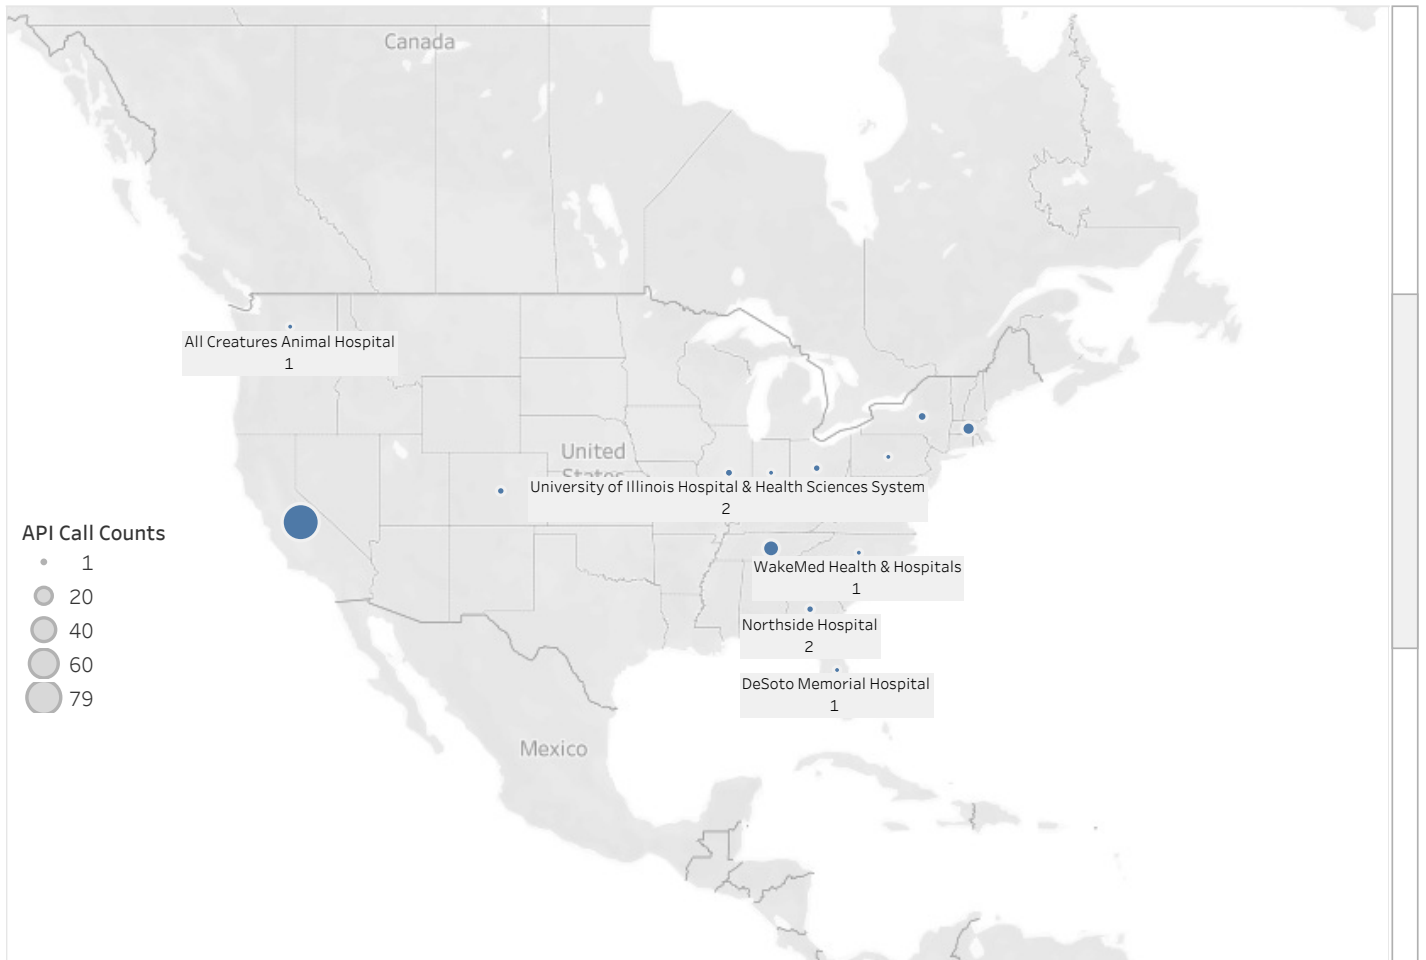 Canada
All Creatures Animal Hospital
1
United
States
University of Illinois Hospital & Health Sciences System
2
API Call Counts
1
20
40
60
79
WakeMed Health & Hospitals
1
Northside Hospital
2
DeSoto Memorial Hospital
1
Mexico